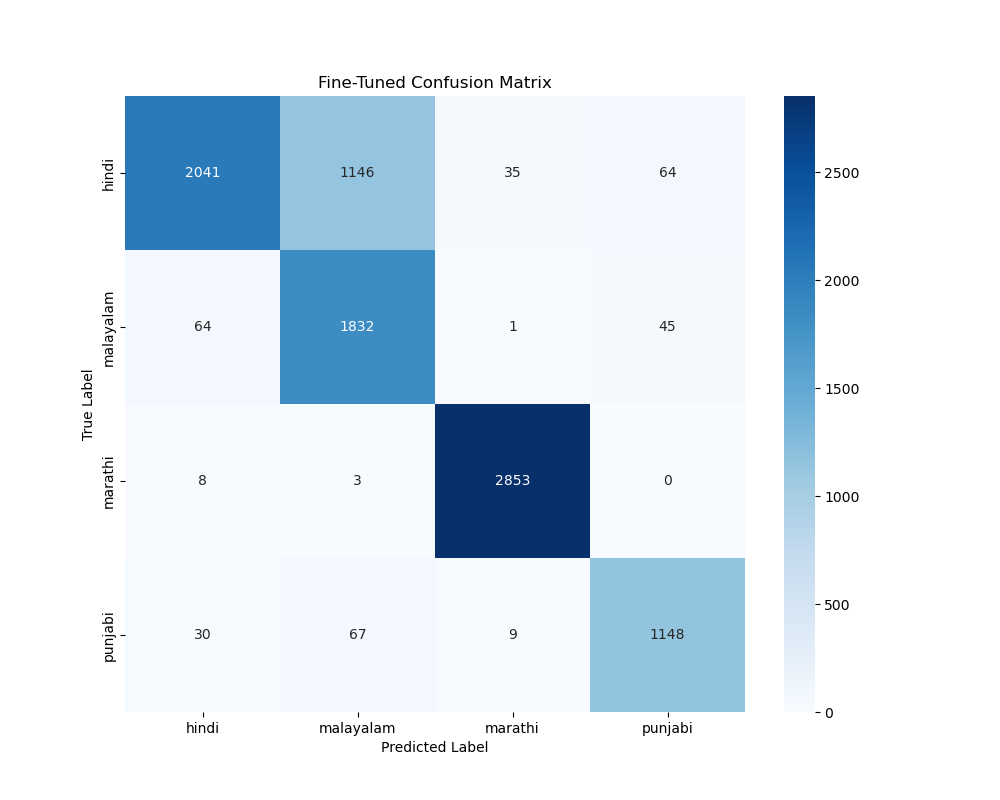 Fine-Tuned Confusion Matrix
hindi 2041 1146 35 64
malayalam 64 1832 1 45
marathi 8 3 2853 0
punjabi 30 67 9 1148
hindi malayalam marathi punjabi
Predicted Label
True Label
2500
2000
1500
1000
500
0